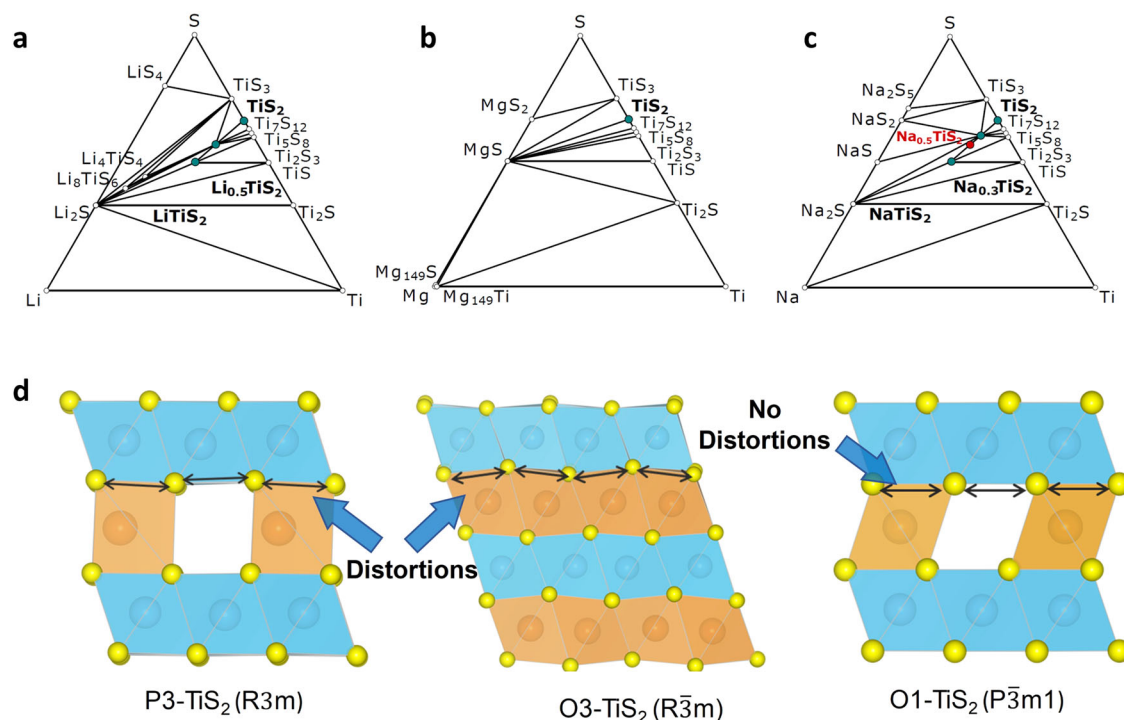 a
S
LiS₄
TiS₃
TiS₂
Ti₇S₁₂
Ti₅S₈
Li₄TiS₄
Ti₂S₃
Li₈TiS₆
TiS
Li₀.₅TiS₂
Li₂S
LiTiS₂
Ti₂S
Li
Ti
b
S
TiS₃
MgS₂
TiS₂
Ti₇S₁₂
Ti₅S₈
MgS
Ti₂S₃
TiS
Ti₂S
Mg₁₄₉S
Mg
Mg₁₄₉Ti
Ti
c
S
Na₂S₅
TiS₃
NaS₂
TiS₂
Ti₇S₁₂
Na₀.₅TiS₂
Ti₅S₈
NaS
Ti₂S₃
TiS
Na₀.₃TiS₂
Na₂S
NaTiS₂
Ti₂S
Na
Ti
d
No
Distortions
Distortions
P3-TiS₂ (R3m)
O3-TiS₂ (R3̅m)
O1-TiS₂ (P3̅m1)